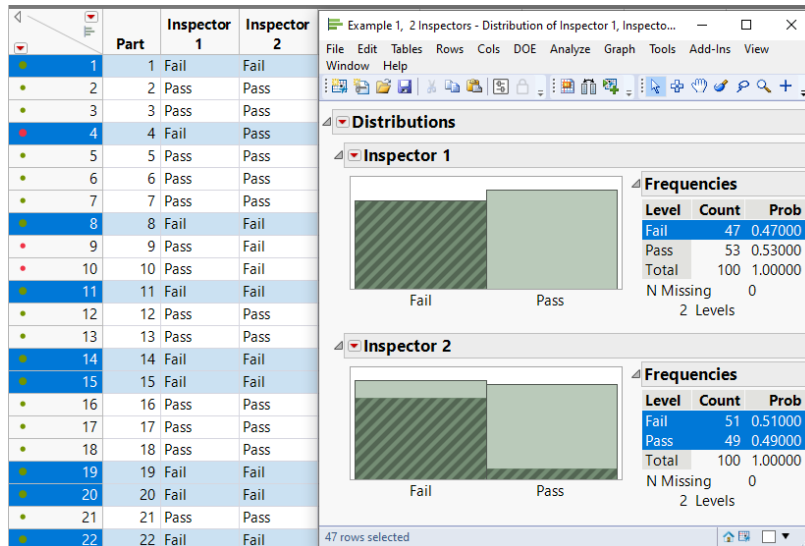 Part Inspector 1 Inspector 2
1 1 Fail Fail
2 2 Pass Pass
3 3 Pass Pass
4 4 Fail Pass
5 5 Pass Pass
6 6 Pass Pass
7 7 Pass Pass
8 8 Fail Fail
9 9 Pass Fail
10 10 Pass Fail
11 11 Fail Fail
12 12 Pass Pass
13 13 Pass Pass
14 14 Fail Fail
15 15 Fail Fail
16 16 Pass Pass
17 17 Pass Pass
18 18 Pass Pass
19 19 Fail Fail
20 20 Fail Fail
21 21 Pass Pass
22 22 Fail Fail
Example 1, 2 Inspectors - Distribution of Inspector 1, Inspecto...
File Edit Tables Rows Cols DOE Analyze Graph Tools Add-Ins View
Window Help
Distributions
Inspector 1
Fail Pass
Frequencies
Level Count Prob
Fail 47 0.47000
Pass 53 0.53000
Total 100 1.00000
N Missing 0
2 Levels
Inspector 2
Fail Pass
Frequencies
Level Count Prob
Fail 51 0.51000
Pass 49 0.49000
Total 100 1.00000
N Missing 0
2 Levels
47 rows selected